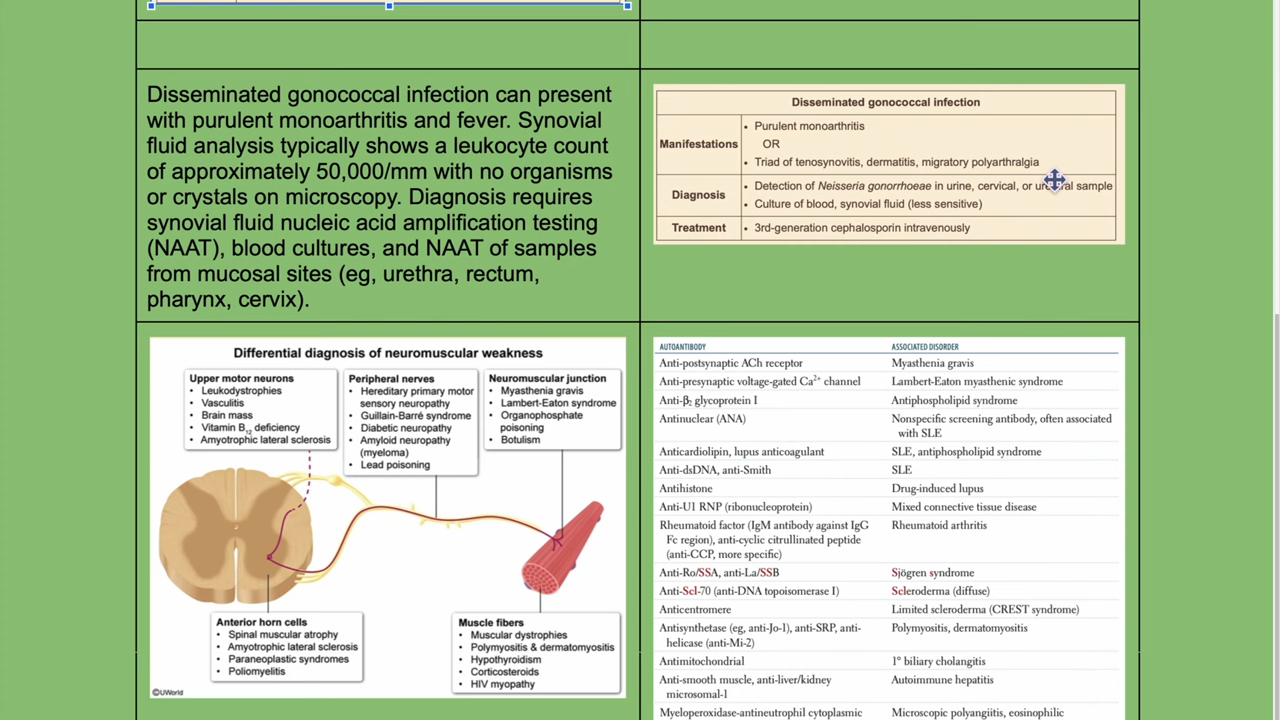 Disseminated gonococcal infection can present
with purulent monoarthritis and fever. Synovial
fluid analysis typically shows a leukocyte count
of approximately 50,000/mm with no organisms
or crystals on microscopy. Diagnosis requires
synovial fluid nucleic acid amplification testing
(NAAT), blood cultures, and NAAT of samples
from mucosal sites (eg, urethra, rectum,
pharynx, cervix).
Disseminated gonococcal infection
Manifestations
• Purulent monoarthritis
OR
• Triad of tenosynovitis, dermatitis, migratory polyarthralgia
Diagnosis
• Detection of Neisseria gonorrhoeae in urine, cervical, or sample
• Culture of blood, synovial fluid (less sensitive)
Treatment
• 3rd-generation cephalosporin intravenously
Differential diagnosis of neuromuscular weakness
Upper motor neurons
• Leukodystrophies
• Vasculitis
• Brain mass
• Vitamin B12 deficiency
• Amyotrophic lateral sclerosis
Peripheral nerves
• Hereditary primary motor
sensory neuropathy
• Guillain-Barré syndrome
• Diabetic neuropathy
• Amyloid neuropathy
(myeloma)
• Lead poisoning
Neuromuscular junction
• Myasthenia gravis
• Lambert-Eaton syndrome
• Organophosphate
poisoning
• Botulism
Anterior horn cells
• Spinal muscular atrophy
• Amyotrophic lateral sclerosis
• Paraneoplastic syndromes
• Poliomyelitis
Muscle fibers
• Muscular dystrophies
• Polymyositis & dermatomyositis
• Hypothyroidism
• Corticosteroids
• HIV myopathy
©UWorld
AUTOANTIBODY ASSOCIATED DISORDER
Anti-postsynaptic ACh receptor Myasthenia gravis
Anti-presynaptic voltage-gated Ca2+ channel Lambert-Eaton myasthenic syndrome
Anti-β2 glycoprotein I Antiphospholipid syndrome
Antinuclear (ANA) Nonspecific screening antibody, often associated
with SLE
Anticardiolipin, lupus anticoagulant SLE, antiphospholipid syndrome
Anti-dsDNA, anti-Smith SLE
Antihistone Drug-induced lupus
Anti-U1 RNP (ribonucleoprotein) Mixed connective tissue disease
Rheumatoid factor (IgM antibody against IgG Rheumatoid arthritis
Fc region), anti-cyclic citrullinated peptide
(anti-CCP, more specific)
Anti-Ro/SSA, anti-La/SSB Sjögren syndrome
Anti-Scl-70 (anti-DNA topoisomerase I) Scleroderma (diffuse)
Anticentromere Limited scleroderma (CREST syndrome)
Antisynthetase (eg, anti-Jo-1), anti-SRP, anti- Polymyositis, dermatomyositis
helicase (anti-Mi-2)
Antimitochondrial 1° biliary cholangitis
Anti-smooth muscle, anti-liver/kidney Autoimmune hepatitis
microsomal-1
Myeloperoxidase-antineutrophil cytoplasmic Microscopic polyangiitis, eosinophilic